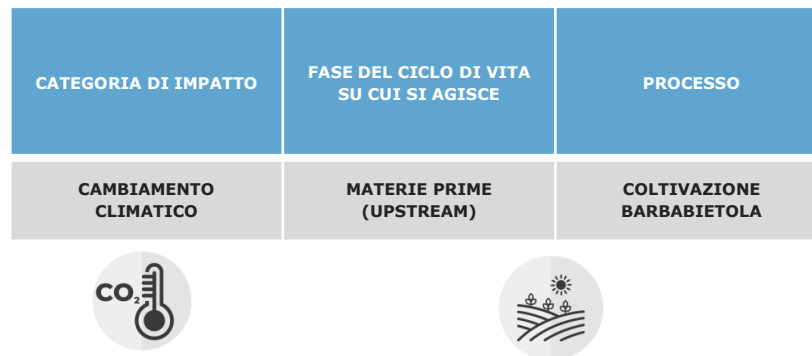 CATEGORIA DI IMPATTO
FASE DEL CICLO DI VITA
SU CUI SI AGISCE
PROCESSO
CAMBIAMENTO
CLIMATICO
MATERIE PRIME
(UPSTREAM)
COLTIVAZIONE
BARBABIETOLA
CO₂